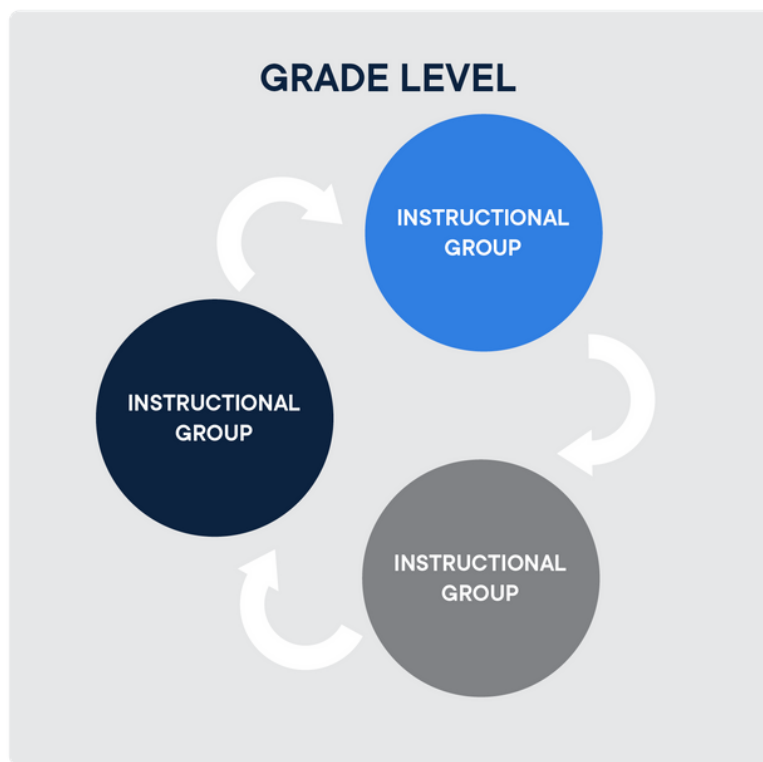 GRADE LEVEL
INSTRUCTIONAL
GROUP
INSTRUCTIONAL
GROUP
INSTRUCTIONAL
GROUP